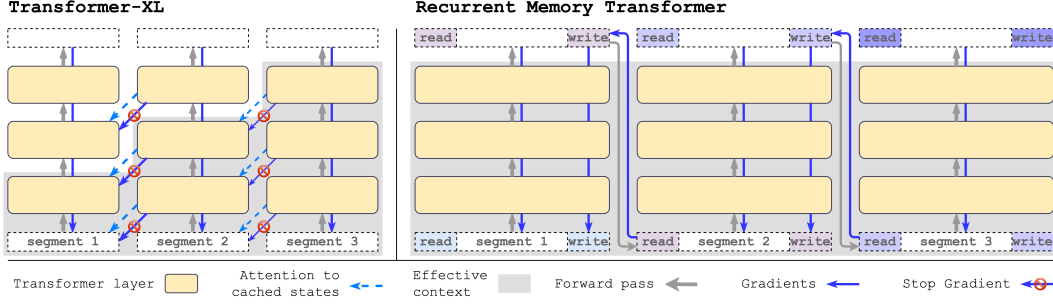 Transformer-XL
Recurrent Memory Transformer
read write read write read write
segment 1 segment 2 segment 3
read segment 1 write read segment 2 write read segment 3 write
Transformer layer
Attention to
cached states
Effective
context
Forward pass
Gradients
Stop Gradient